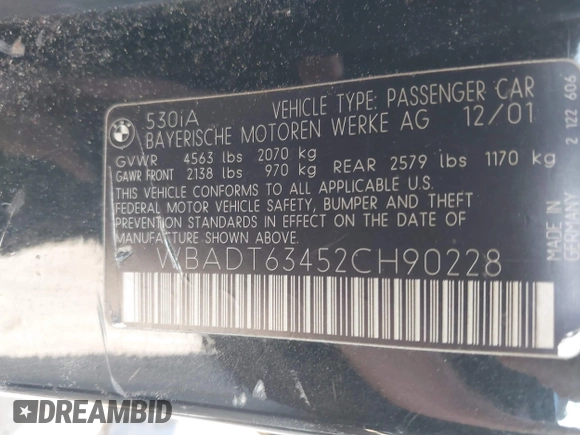 530iA VEHICLE TYPE: PASSENGER CAR
BAYERISCHE MOTOREN WERKE AG 12/01
GVWR 4563 lbs 2070 kg
GAWR FRONT 2138 lbs 970 kg REAR 2579 lbs 1170 kg
THIS VEHICLE CONFORMS TO ALL APPLICABLE U.S.
FEDERAL MOTOR VEHICLE SAFETY, BUMPER AND THEFT
PREVENTION STANDARDS IN EFFECT ON THE DATE OF
MANUFACTURE SHOWN ABOVE.
WBADT63452CH90228
MADE IN
GERMANY
2 122 606
DREAMBID